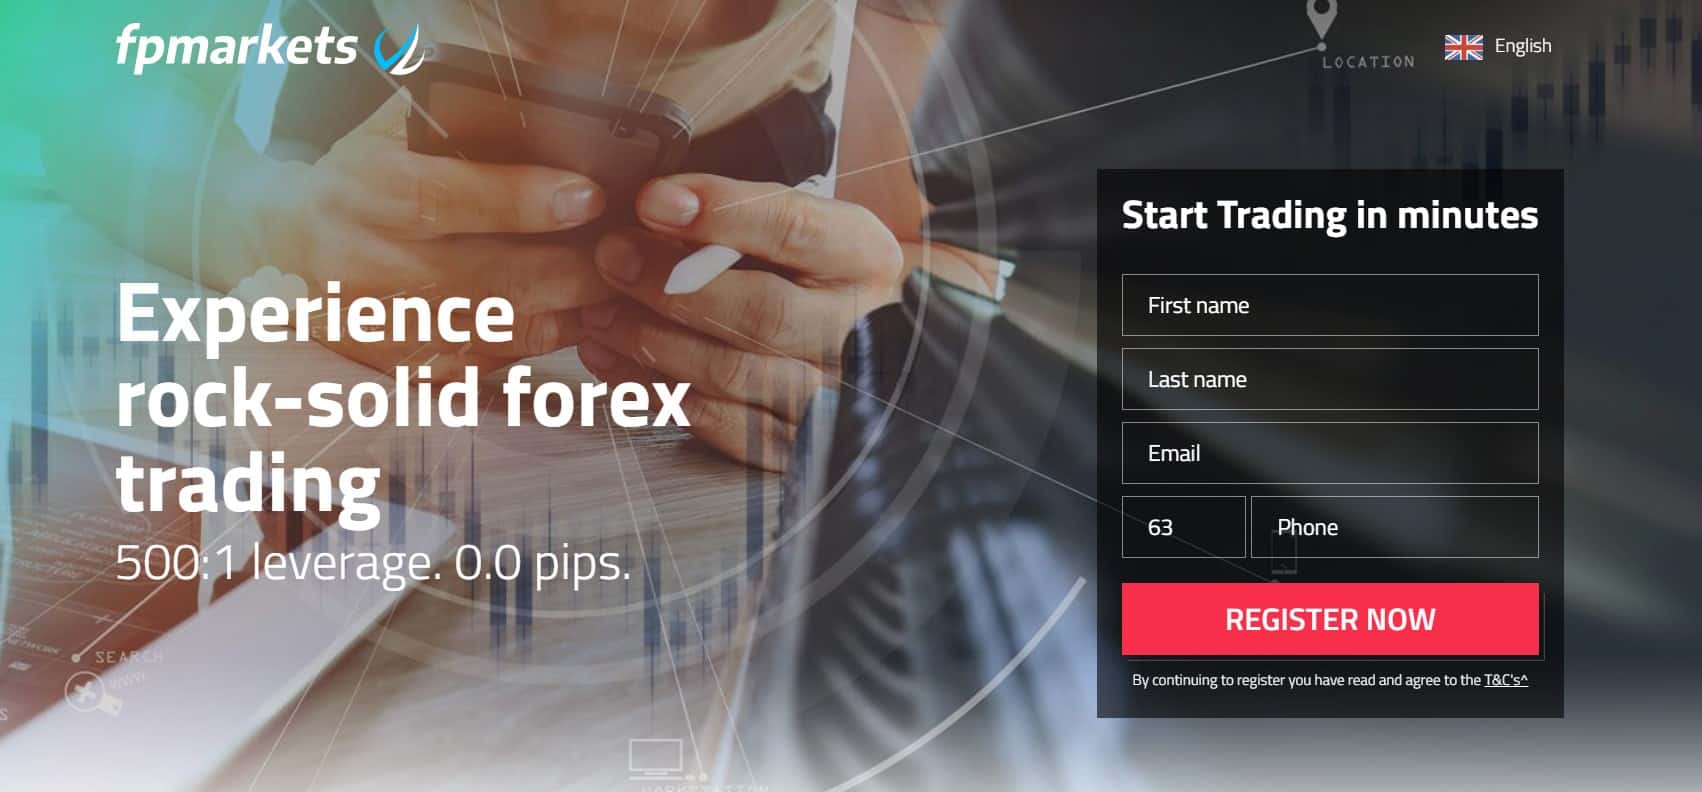 fpmarkets
English
LOCATION
Experience
rock-solid forex
trading
500:1 leverage. 0.0 pips.
Start Trading in minutes
First name
Last name
Email
63 Phone
REGISTER NOW
By continuing to register you have read and agree to the T&C's^
SEARCH
WWW